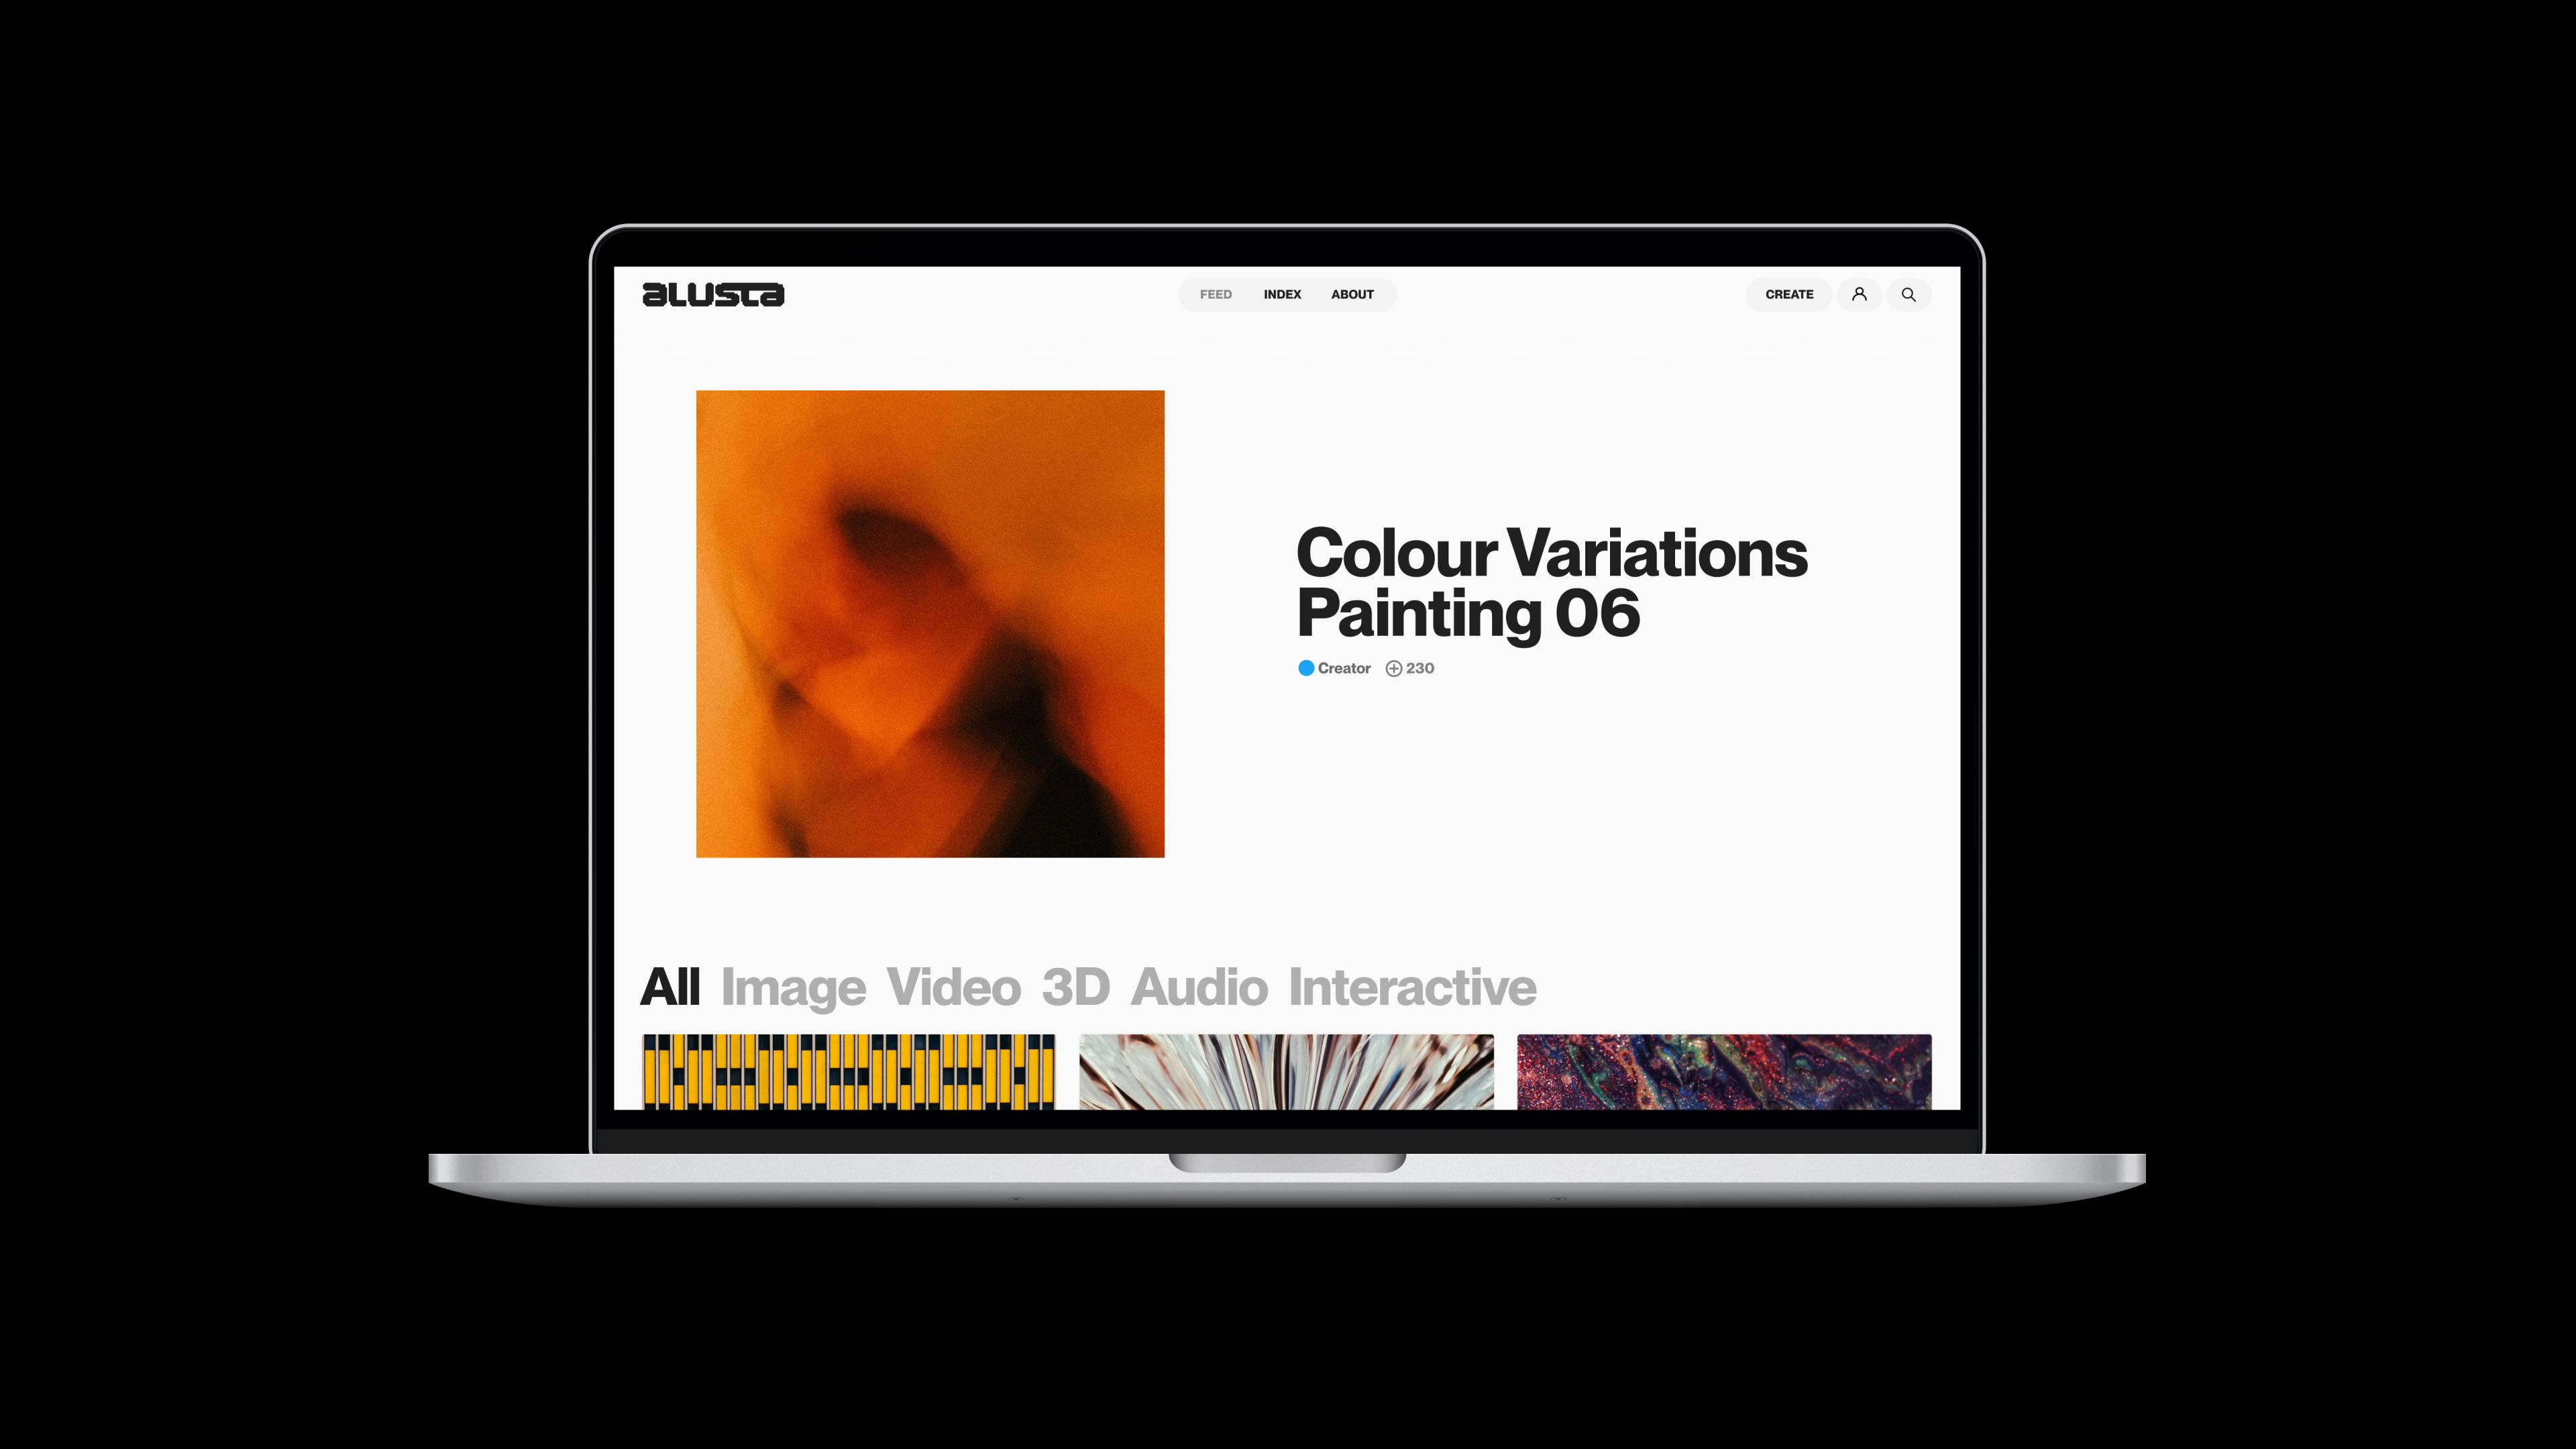 alusta
FEED INDEX ABOUT
CREATE
Colour Variations
Painting 06
Creator 230
All Image Video 3D Audio Interactive